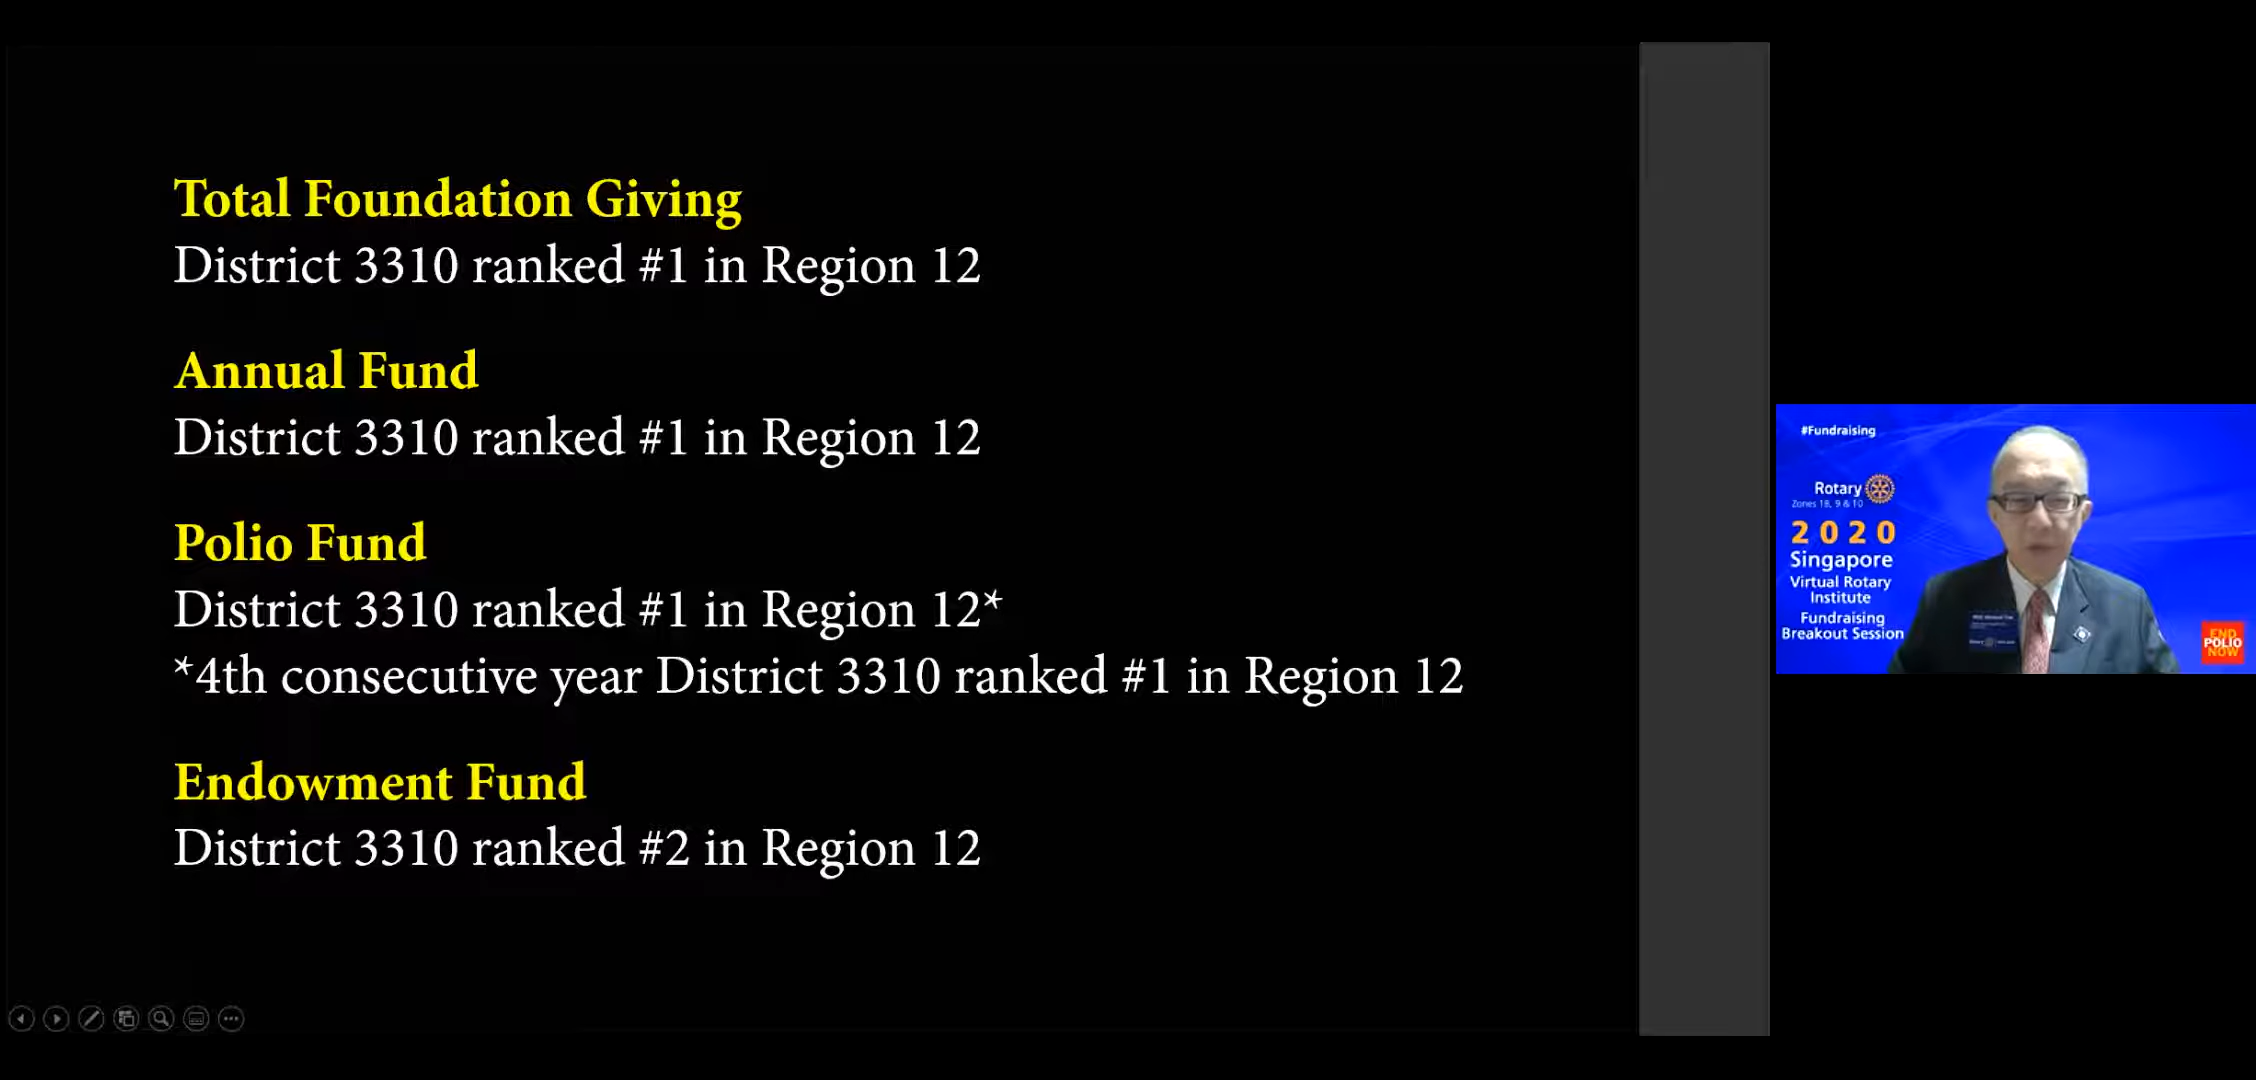 Total Foundation Giving
District 3310 ranked #1 in Region 12
Annual Fund
District 3310 ranked #1 in Region 12
Polio Fund
District 3310 ranked #1 in Region 12*
*4th consecutive year District 3310 ranked #1 in Region 12
Endowment Fund
District 3310 ranked #2 in Region 12
#Fundraising
Rotary
Zones 1B, 9 & 10
2020
Singapore
Virtual Rotary
Institute
Fundraising
Breakout Session
END
POLIO
NOW